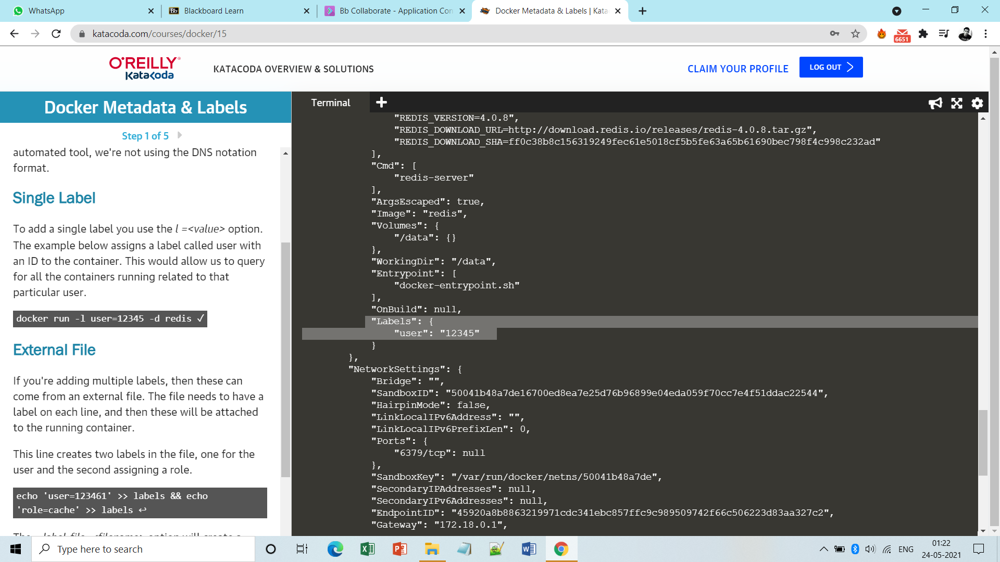 WhatsApp
Bb Blackboard Learn
Bb Collaborate - Application Con
Docker Metadata & Labels | Kata
katacoda.com/courses/docker/15
6651
O'REILLY®
Katacoda
KATACODA OVERVIEW & SOLUTIONS
CLAIM YOUR PROFILE
LOG OUT
Docker Metadata & Labels
Step 1 of 5
automated tool, we're not using the DNS notation
format.
Single Label
To add a single label you use the l =<value> option.
The example below assigns a label called user with
an ID to the container. This would allow us to query
for all the containers running related to that
particular user.
docker run -l user=12345 -d redis ✓
External File
If you're adding multiple labels, then these can
come from an external file. The file needs to have a
label on each line, and then these will be attached
to the running container.
This line creates two labels in the file, one for the
user and the second assigning a role.
echo 'user=123461' >> labels && echo
'role=cache' >> labels ↩
Terminal
"REDIS_VERSION=4.0.8",
"REDIS_DOWNLOAD_URL=http://download.redis.io/releases/redis-4.0.8.tar.gz",
"REDIS_DOWNLOAD_SHA=ff0c38b8c156319249fec61e5018cf5b5fe63a65b61690bec798f4c998c232ad"
],
"Cmd": [
"redis-server"
],
"ArgsEscaped": true,
"Image": "redis",
"Volumes": {
"/data": {}
},
"WorkingDir": "/data",
"Entrypoint": [
"docker-entrypoint.sh"
],
"OnBuild": null,
"Labels": {
"user": "12345"
}
},
"NetworkSettings": {
"Bridge": "",
"SandboxID": "50041b48a7de16700ed8ea7e25d76b96899e04eda059f70cc7e4f51ddac22544",
"HairpinMode": false,
"LinkLocalIPv6Address": "",
"LinkLocalIPv6PrefixLen": 0,
"Ports": {
"6379/tcp": null
},
"SandboxKey": "/var/run/docker/netns/50041b48a7de",
"SecondaryIPAddresses": null,
"SecondaryIPv6Addresses": null,
"EndpointID": "45920a8b8863219971cdc341ebc857ffc9c989509742f66c506223d83aa327c2",
"Gateway": "172.18.0.1",
Type here to search
ENG
01:22
24-05-2021